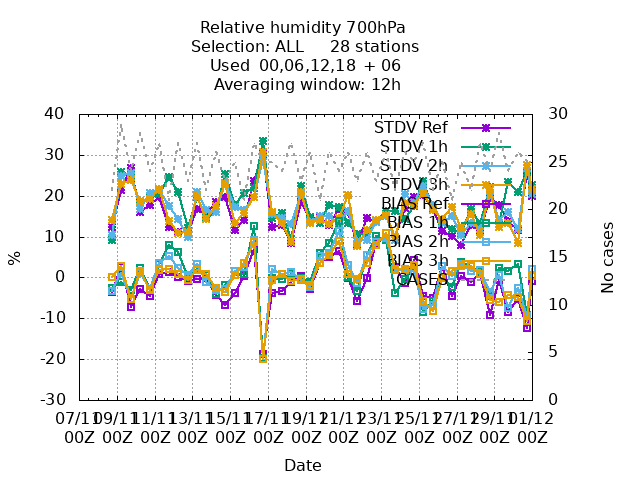 Relative humidity 700hPa
Selection: ALL 28 stations
Used 00,06,12,18 + 06
Averaging window: 12h
STDV Ref
STDV 1h
STDV 2h
STDV 3h
BIAS Ref
BIAS 1h
BIAS 2h
BIAS 3h
CASES
40
30
20
10
0
-10
-20
-30
%
30
25
20
15
10
5
0
No cases
07/11 09/11 11/11 13/11 15/11 17/11 19/11 21/11 23/11 25/11 27/11 29/11 01/12
00Z 00Z 00Z 00Z 00Z 00Z 00Z 00Z 00Z 00Z 00Z 00Z 00Z
Date